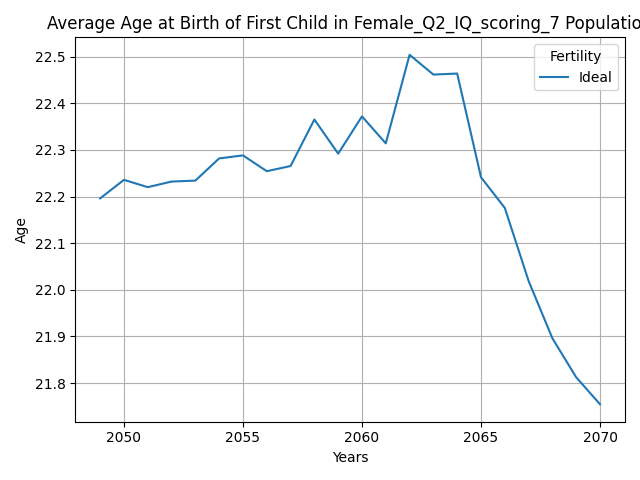 Average Age at Birth of First Child in Female_Q2_IQ_scoring_7 Populatio
Fertility
Ideal
22.5
22.4
22.3
22.2
22.1
22.0
21.9
21.8
Age
2050 2055 2060 2065 2070
Years